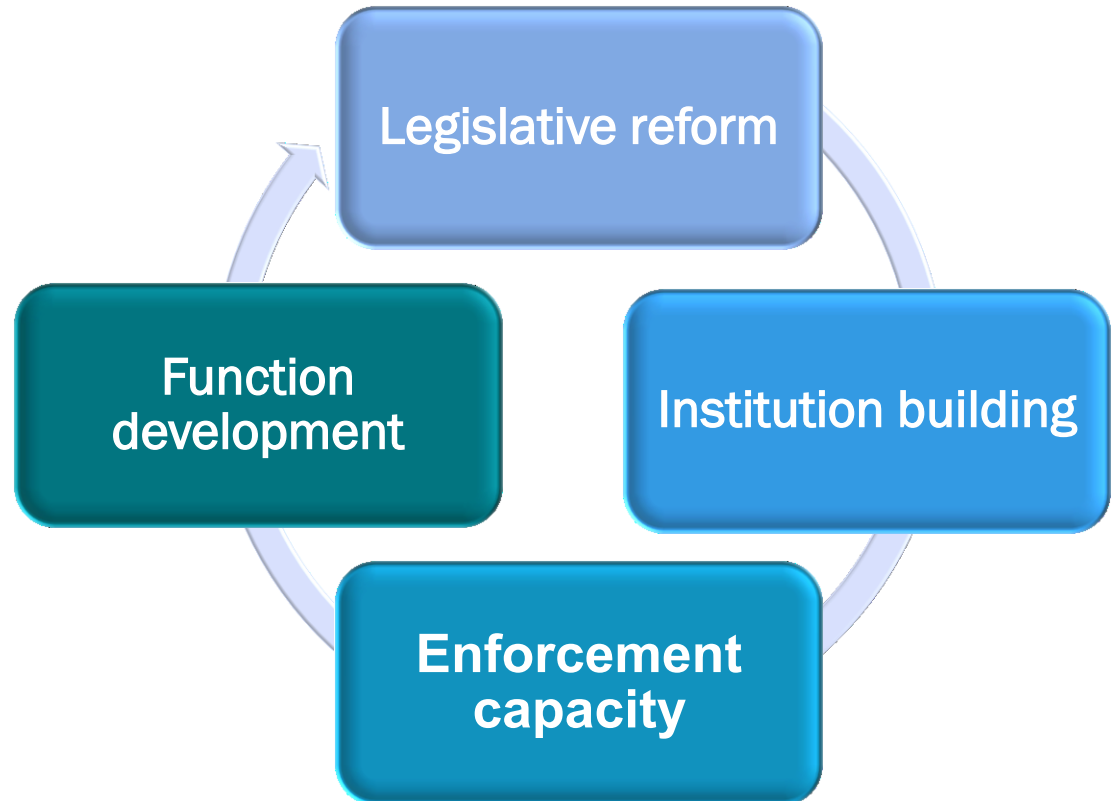 Legislative reform
Institution building
Enforcement
capacity
Function
development